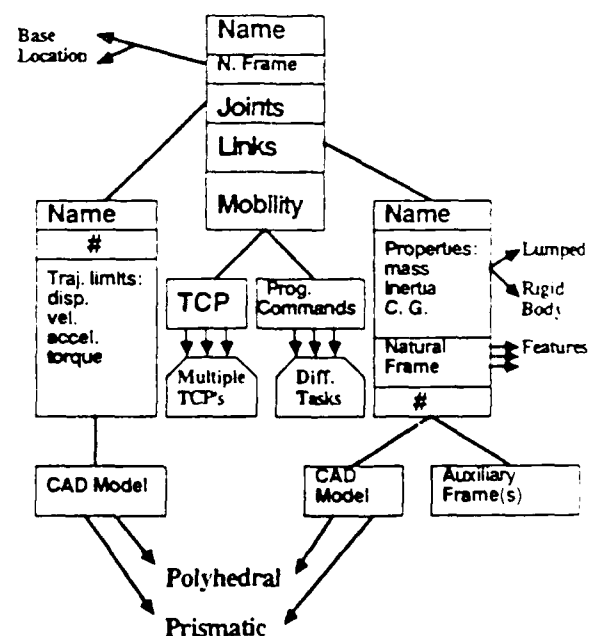 Name
Base
Location
N. Frame
Joints
Links
Mobility
Name
#
Traj. limits:
disp.
vel.
accel.
torque
TCP
Prog.
Commands
Multiple
TCP's
Diff.
Tasks
Name
Properties:
mass
Inertia
C. G.
Lumped
Rigid
Body
Natural
Frame
Features
#
CAD Model
CAD
Model
Auxiliary
Frame(s)
Polyhedral
Prismatic